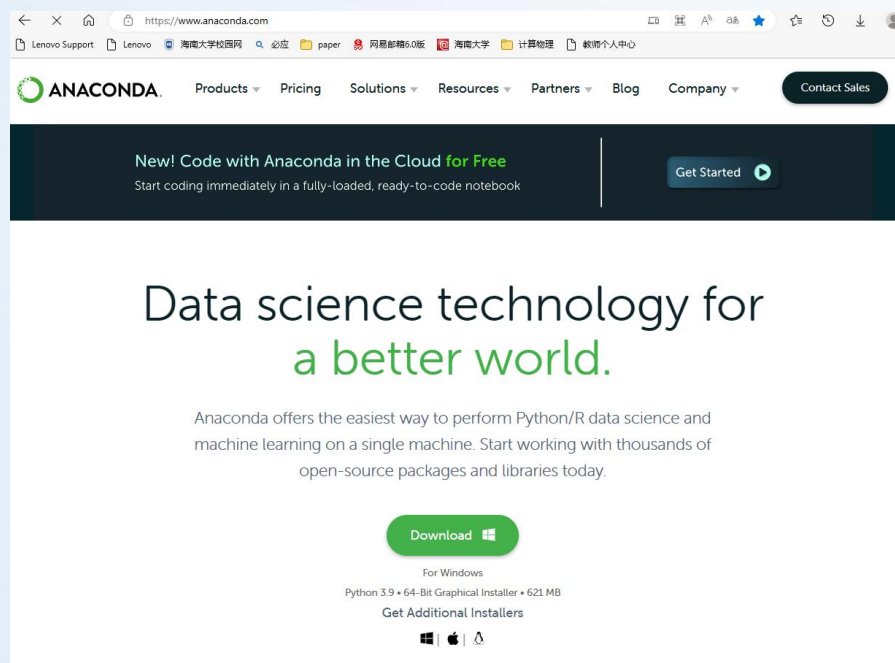 https://www.anaconda.com
Lenovo Support Lenovo 海南大学校园网 必应 paper 网易邮箱6.0版 海南大学 计算物理 教师个人中心
ANACONDA. Products Pricing Solutions Resources Partners Blog Company Contact Sales
New! Code with Anaconda in the Cloud for Free
Start coding immediately in a fully-loaded, ready-to-code notebook
Get Started
Data science technology for
a better world.
Anaconda offers the easiest way to perform Python/R data science and
machine learning on a single machine. Start working with thousands of
open-source packages and libraries today.
Download
For Windows
Python 3.9 • 64-Bit Graphical Installer • 621 MB
Get Additional Installers